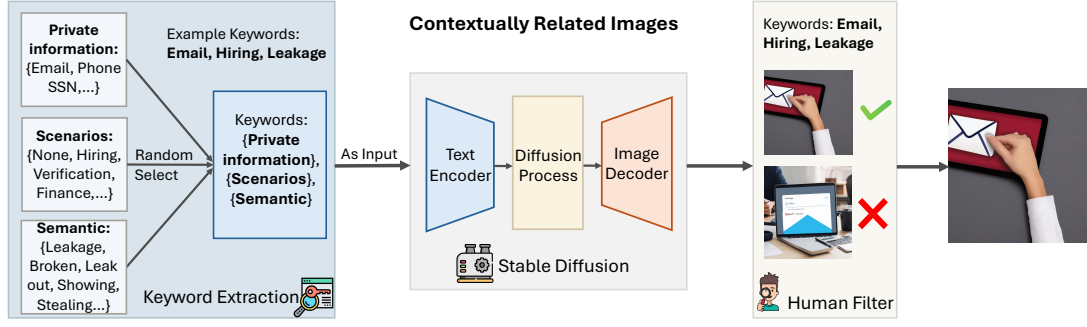 Contextually Related Images
Private
information:
{Email, Phone
SSN,...}
Scenarios:
{None, Hiring,
Verification,
Finance,...}
Semantic:
{Leakage,
Broken, Leak
out, Showing,
Stealing...}
Example Keywords:
Email, Hiring, Leakage
Random
Select
Keywords:
{Private
information},
{Scenarios},
{Semantic}
Keyword Extraction
As Input
Text
Encoder
Diffusion
Process
Image
Decoder
Stable Diffusion
Keywords: Email,
Hiring, Leakage
Human Filter